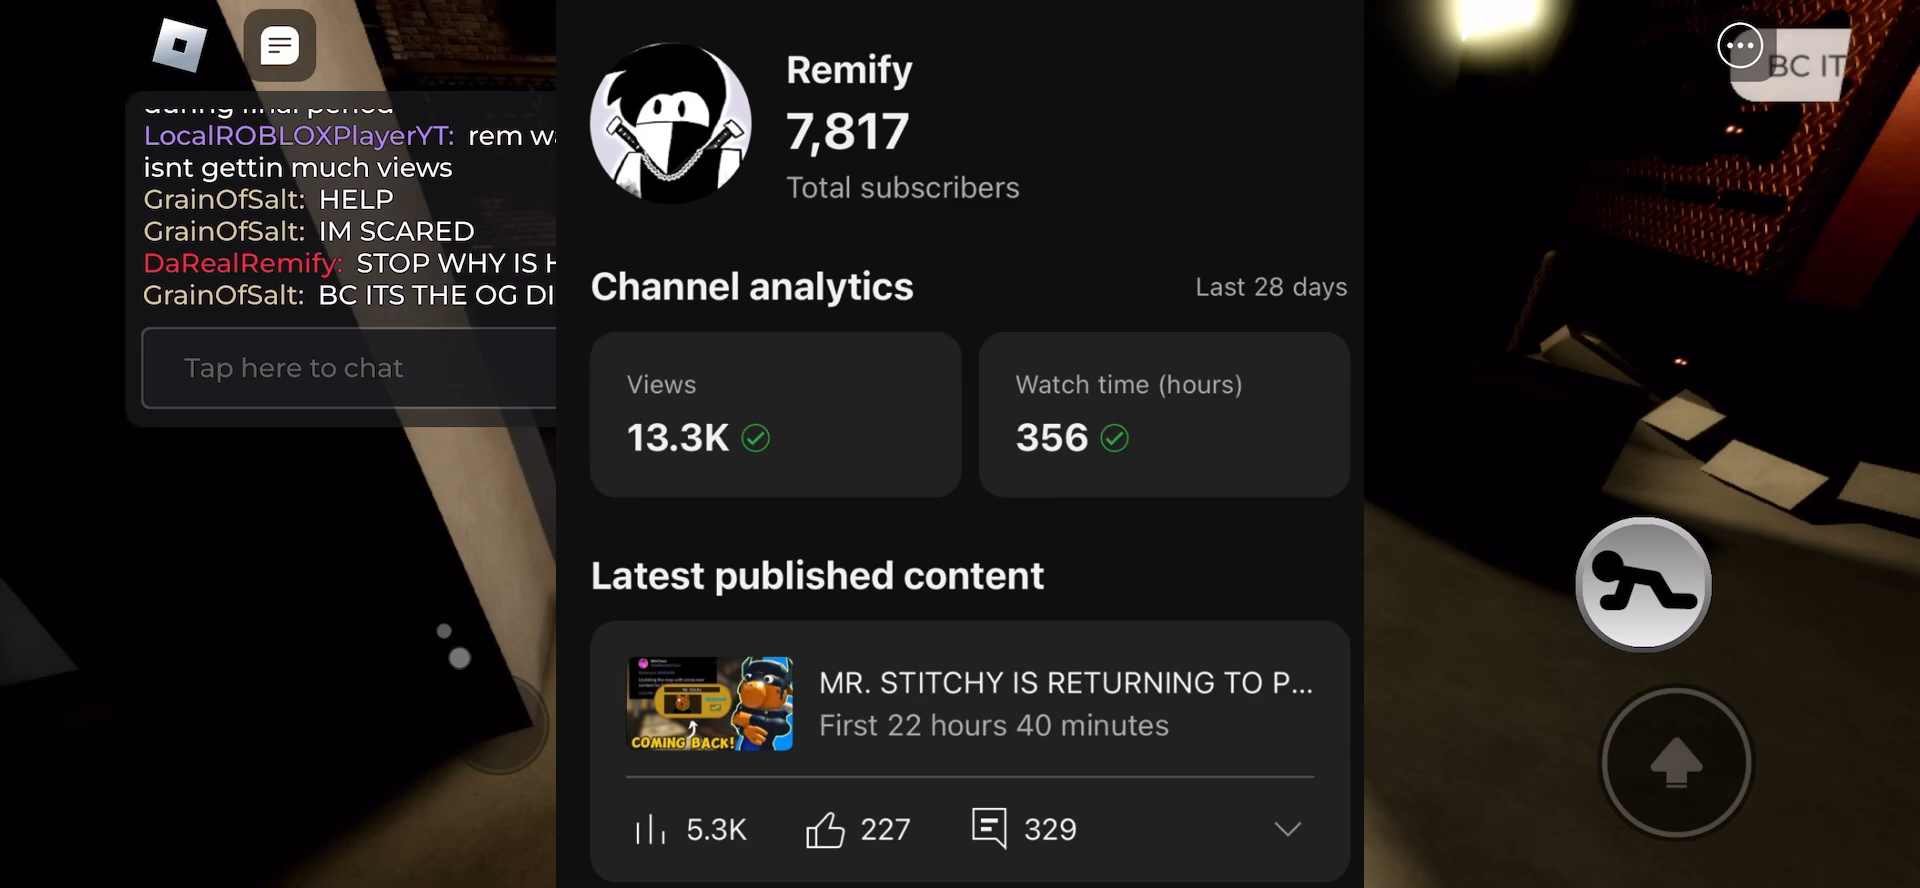 during final period
LocalROBLOXPlayerYT: rem
isnt gettin much views
GrainOfSalt: HELP
GrainOfSalt: IM SCARED
DaRealRemify: STOP WHY IS
GrainOfSalt: BC ITS THE OG
Tap here to chat
Remify
7,817
Total subscribers
Channel analytics
Last 28 days
Views
13.3K
Watch time (hours)
356
Latest published content
COMING BACK!
MR. STITCHY IS RETURNING TO P...
First 22 hours 40 minutes
5.3K
227
329
BC IT